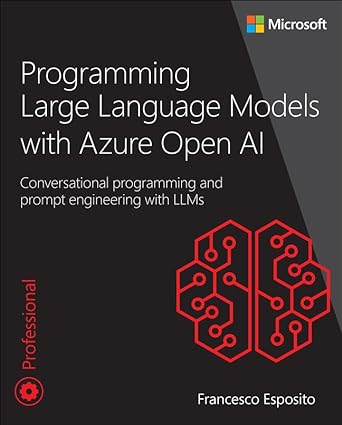 Microsoft
Programming
Large Language Models
with Azure Open AI
Conversational programming and
prompt engineering with LLMs
Professional
Francesco Esposito